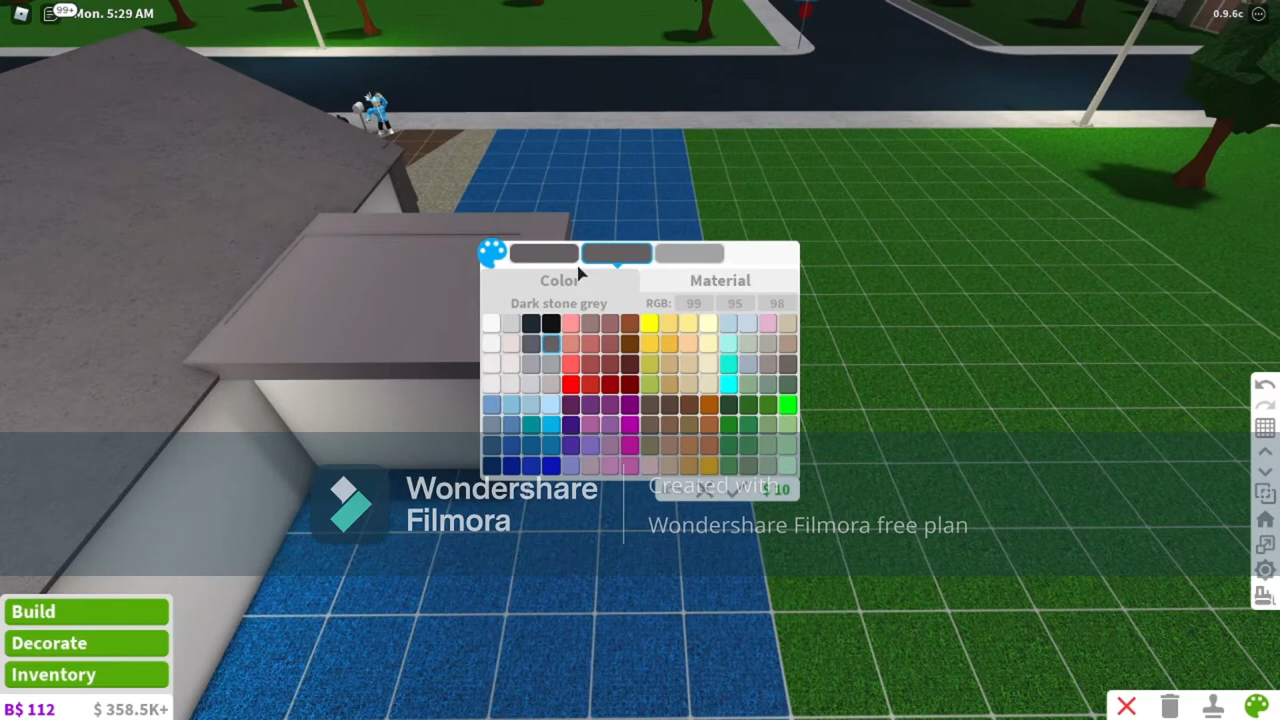 99+
Mon. 5:29 AM
0.9.6c
Color
Material
Dark stone grey
RGB: 99 95 98
$ 10
Wondershare
Filmora
Created with
Wondershare Filmora free plan
Build
Decorate
Inventory
B$ 112
$ 358.5K+